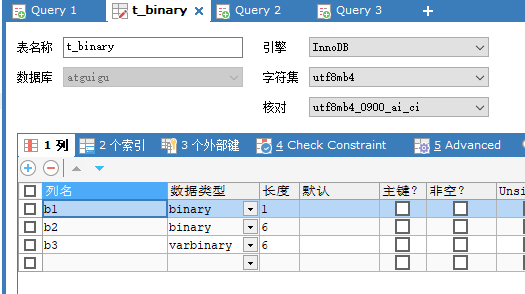 Query 1 t_binary Query 2 Query 3
表名称 t_binary 引擎 InnoDB
数据库 atguigu 字符集 utf8mb4
核对 utf8mb4_0900_ai_ci
1 列 2 个索引 3 个外部键 4 Check Constraint 5 Advanced
列名 数据类型 长度 默认 主键? 非空? Unsi
b1 binary 1
b2 binary 6
b3 varbinary 6